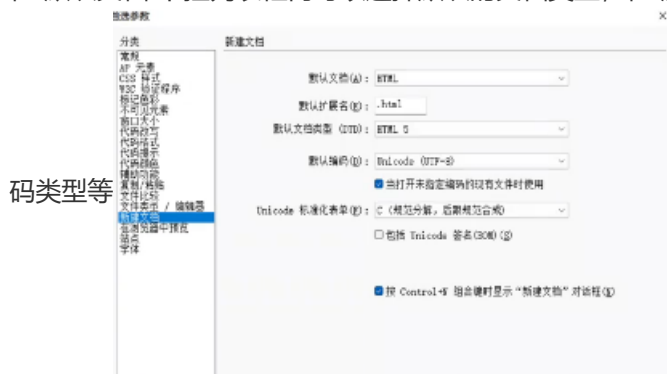 首选参数
分类
新建文档
常规
AP 元素
CSS 样式
W3C 验证程序
标记色彩
不可见元素
窗口大小
代码改写
代码格式
代码提示
代码颜色
辅助功能
复制/粘贴
文件比较
文件类型 / 编辑器
新建文档
在浏览器中预览
站点
字体
默认文档(A): HTML
默认扩展名(E): .html
默认文档类型 (DTD): HTML 5
默认编码(D): Unicode (UTF-8)
当打开未指定编码的现有文件时使用
Unicode 标准化表单(F): C (规范分解，后跟规范合成)
包括 Unicode 签名(BOM)(S)
按 Control+N 组合键时显示“新建文档”对话框(N)
码类型等